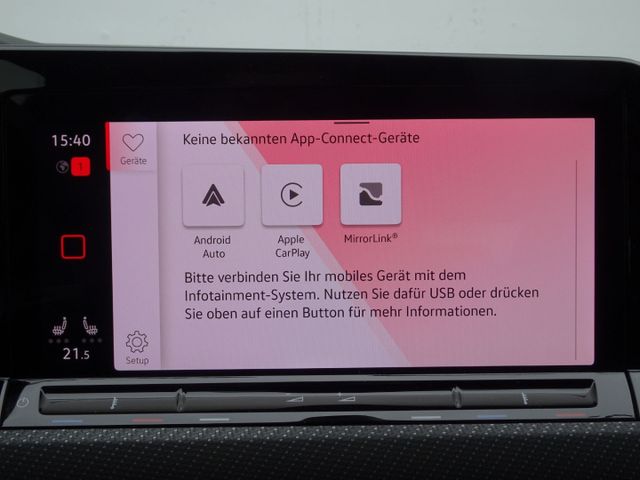 15:40
1
21.5
Geräte
Setup
Keine bekannten App-Connect-Geräte
Android
Auto
Apple
CarPlay
MirrorLink®
Bitte verbinden Sie Ihr mobiles Gerät mit dem
Infotainment-System. Nutzen Sie dafür USB oder drücken
Sie oben auf einen Button für mehr Informationen.